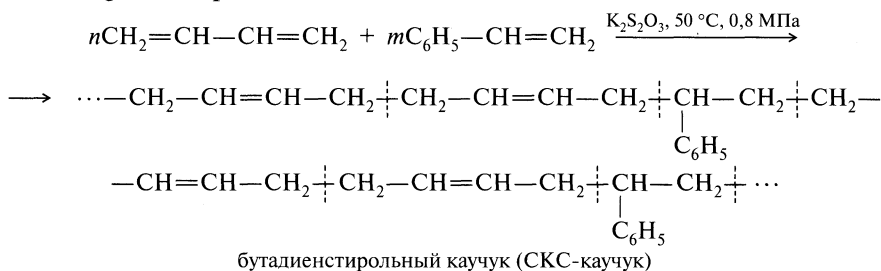 nCH₂=CH—CH=CH₂ + mC₆H₅—CH=CH₂ K₂S₂O₃, 50 °C, 0,8 МПа ⟶
⟶ ···—CH₂—CH=CH—CH₂—CH₂—CH=CH—CH₂—CH—CH₂—CH₂—
C₆H₅
—CH=CH—CH₂—CH₂—CH=CH—CH₂—CH—CH₂—···
C₆H₅
бутадиенстирольный каучук (СКС-каучук)